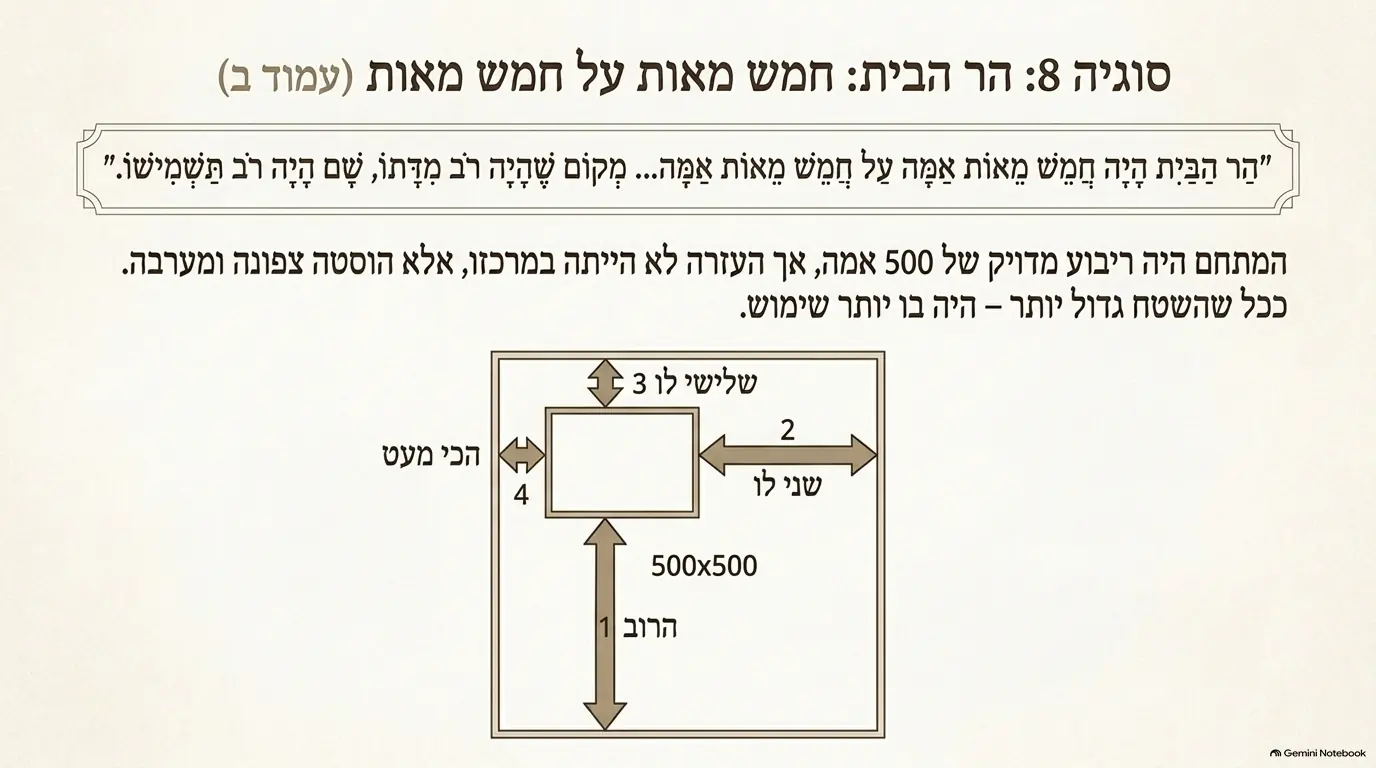 סוגיה 8: הר הבית: חמש מאות על חמש מאות (עמוד ב)
"הַר הַבַּיִת הָיָה חֲמֵשׁ מֵאוֹת אַמָּה עַל חֲמֵשׁ מֵאוֹת אַמָּה... מְקוֹם שֶׁהָיָה רֹב מִדָּתוֹ, שָׁם הָיָה רֹב תַּשְׁמִישׁוֹ."
המתחם היה ריבוע מדויק של 500 אמה, אך העזרה לא הייתה במרכזו, אלא הוסטה צפונה ומערבה.
ככל שהשטח גדול יותר – היה בו יותר שימוש.
שלישי לו 3
2
שני לו
הכי מעט
4
500x500
הרוב 1
Gemini Notebook